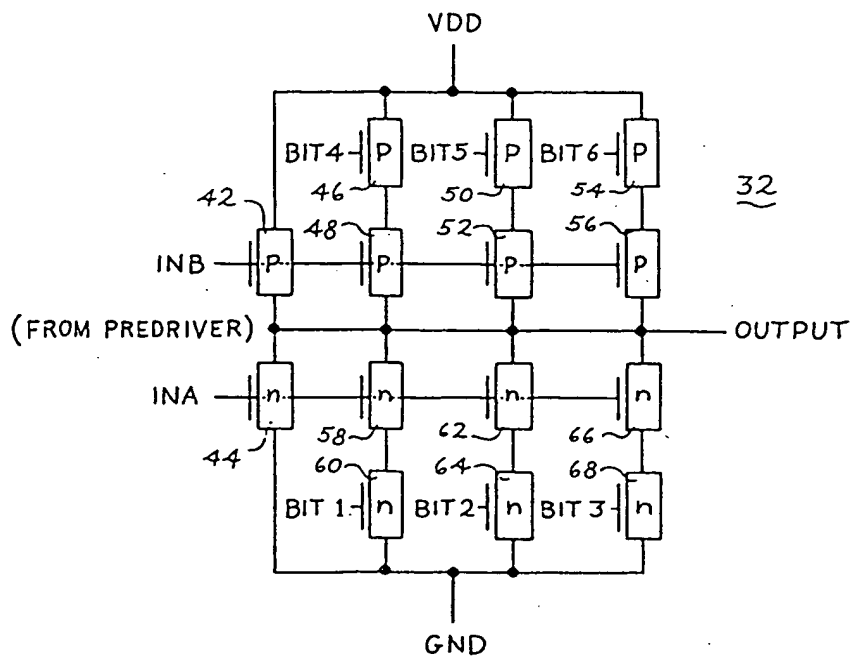 VDD
BIT4 P BIT5 P BIT6 P
46 50 54 32
42 48 52 56
INB P P P P
(FROM PREDRIVER) OUTPUT
INA n n n n
44 58 62 66
60 64 68
BIT 1 n BIT2 n BIT 3 n
GND